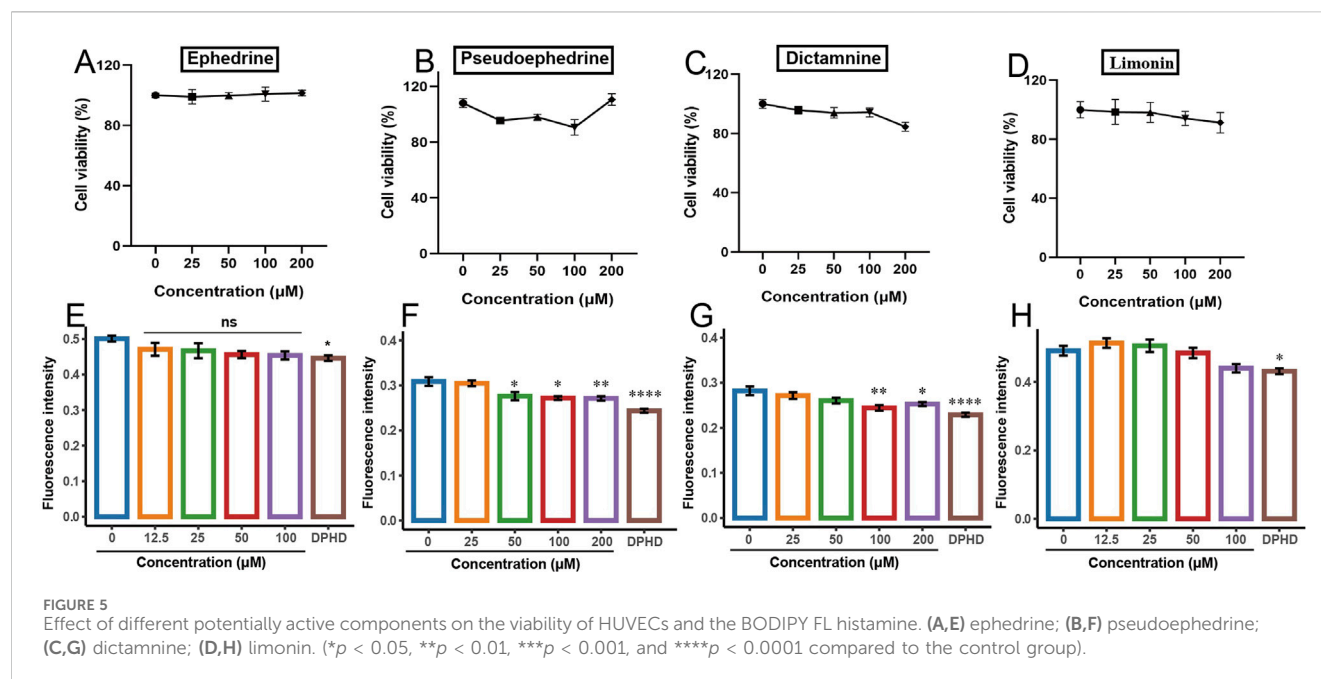 A
Ephedrine
Cell viability (%)
120
80
40
0
0 25 50 100 200
Concentration (μM)
B
Pseudoephedrine
Cell viability (%)
120
80
40
0
0 25 50 100 200
Concentration (μM)
C
Dictamnine
Cell viability (%)
120
80
40
0
0 25 50 100 200
Concentration (μM)
D
Limonin
Cell viability (%)
120
80
40
0
0 25 50 100 200
Concentration (μM)
E
ns
*
Fluorescence intensity
0.5
0.4
0.3
0.2
0.1
0.0
0 12.5 25 50 100 DPHD
Concentration (μM)
F
* * ** ****
Fluorescence intensity
0.4
0.3
0.2
0.1
0.0
0 25 50 100 200 DPHD
Concentration (μM)
G
** * ****
Fluorescence intensity
0.4
0.3
0.2
0.1
0.0
0 25 50 100 200 DPHD
Concentration (μM)
H
*
Fluorescence intensity
0.4
0.2
0.0
0 12.5 25 50 100 DPHD
Concentration (μM)
FIGURE 5
Effect of different potentially active components on the viability of HUVECs and the BODIPY FL histamine. (A,E) ephedrine; (B,F) pseudoephedrine;
(C,G) dictamnine; (D,H) limonin. (*p < 0.05, **p < 0.01, ***p < 0.001, and ****p < 0.0001 compared to the control group).